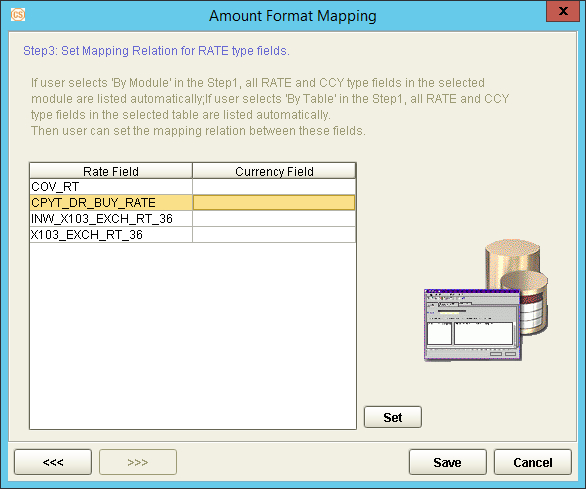 Amount Format Mapping
X
Step3: Set Mapping Relation for RATE type fields.
If user selects 'By Module' in the Step1, all RATE and CCY type fields in the selected
module are listed automatically;If user selects 'By Table' in the Step1, all RATE and CCY
type fields in the selected table are listed automatically.
Then user can set the mapping relation between these fields.
Rate Field Currency Field
COV_RT
CPYT_DR_BUY_RATE
INW_X103_EXCH_RT_36
X103_EXCH_RT_36
Set
<<< >>> Save Cancel